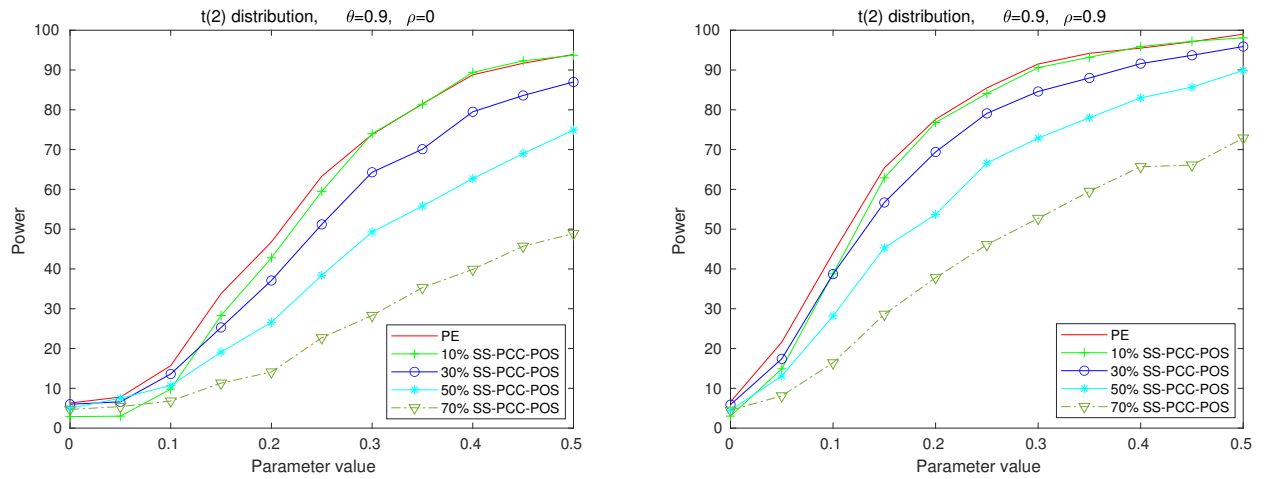 t(2) distribution, θ=0.9, ρ=0
100
90
80
70
60
50
40
30
20
10
0
Power
0 0.1 0.2 0.3 0.4 0.5
Parameter value
PE
10% SS-PCC-POS
30% SS-PCC-POS
50% SS-PCC-POS
70% SS-PCC-POS
t(2) distribution, θ=0.9, ρ=0.9
100
90
80
70
60
50
40
30
20
10
0
Power
0 0.1 0.2 0.3 0.4 0.5
Parameter value
PE
10% SS-PCC-POS
30% SS-PCC-POS
50% SS-PCC-POS
70% SS-PCC-POS